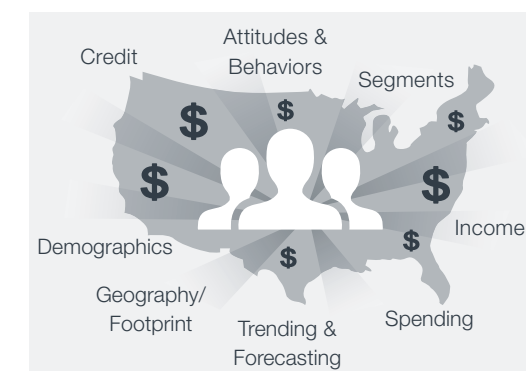 Attitudes &
Behaviors
Credit
Segments
$
$
$
$
$
Income
$
Demographics
$
Geography/
Footprint
Spending
Trending &
Forecasting